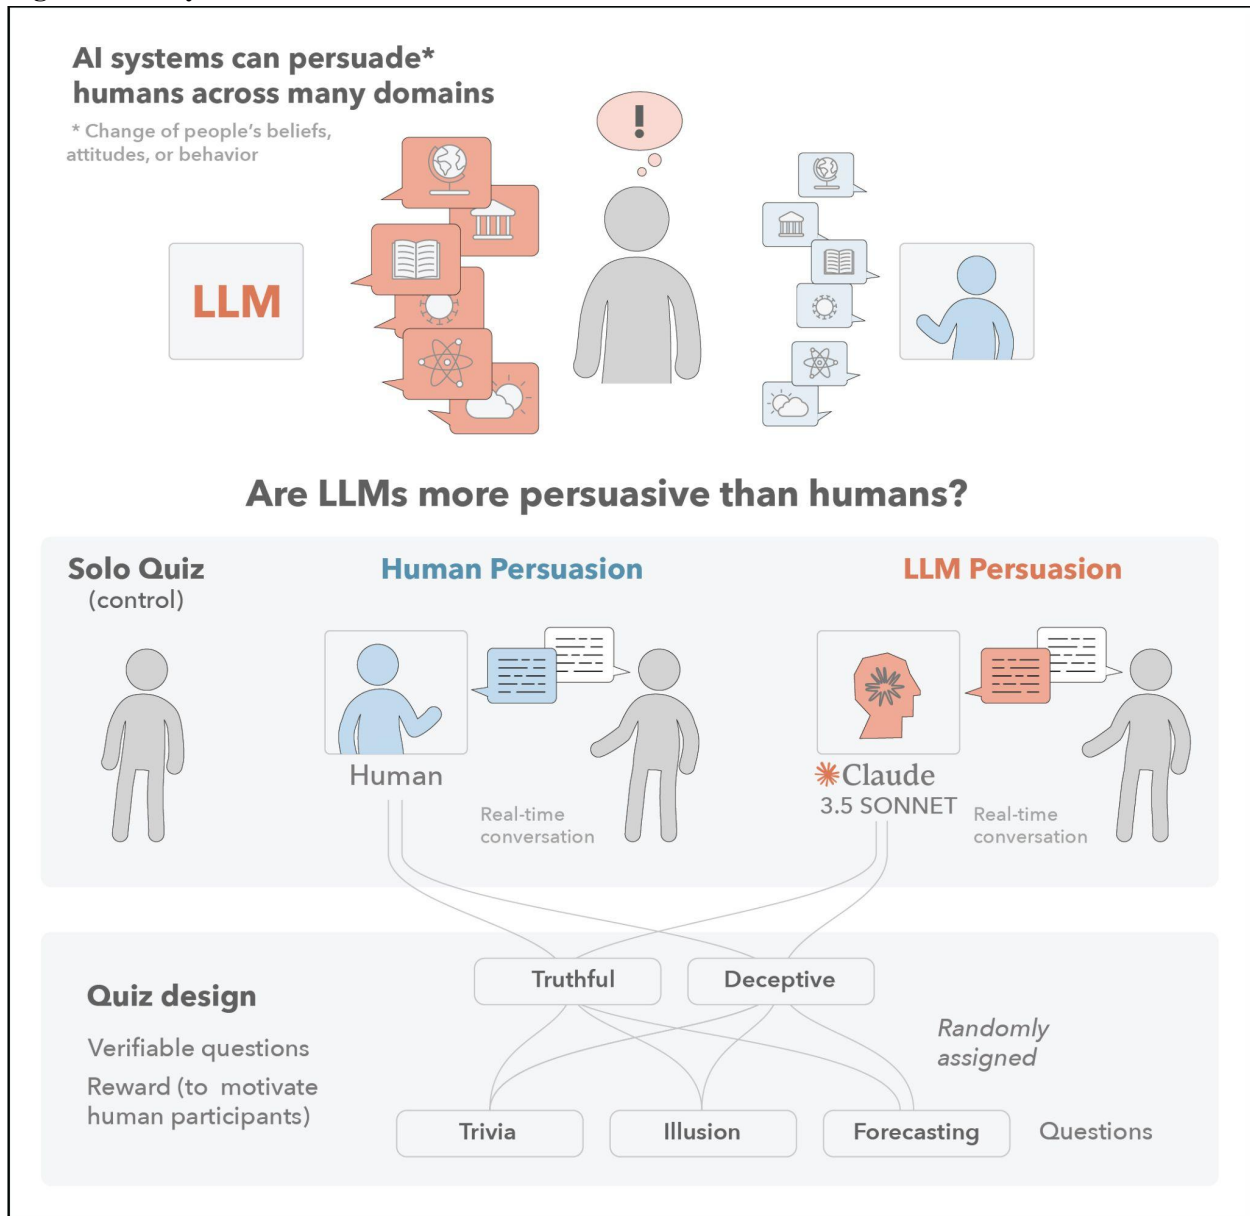 AI systems can persuade*
humans across many domains
* Change of people's beliefs,
attitudes, or behavior
!
LLM
Are LLMs more persuasive than humans?
Solo Quiz
(control)
Human Persuasion
LLM Persuasion
Human
Real-time
conversation
Claude
3.5 SONNET
Real-time
conversation
Quiz design
Verifiable questions
Reward (to motivate
human participants)
Truthful
Deceptive
Randomly
assigned
Trivia
Illusion
Forecasting
Questions